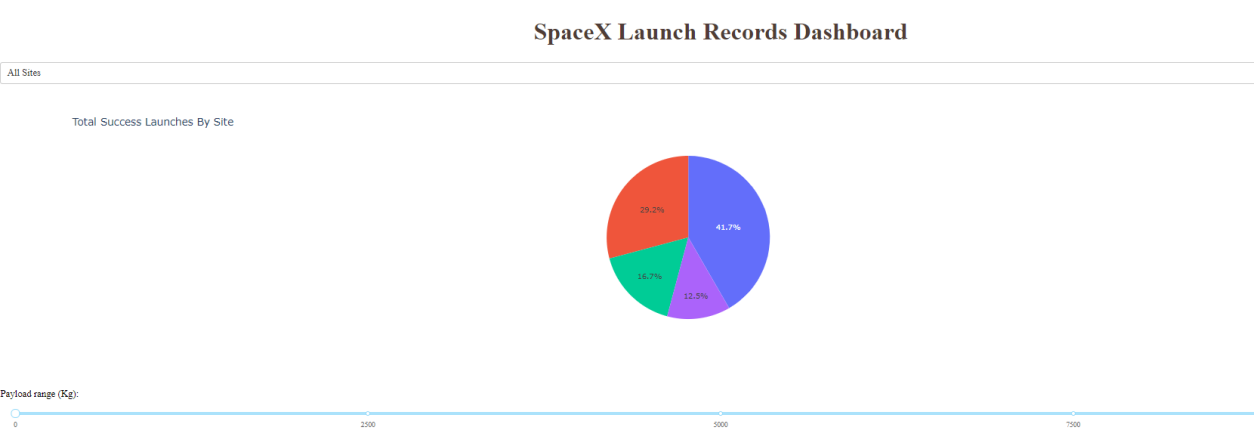 SpaceX Launch Records Dashboard
All Sites
Total Success Launches By Site
29.2%
41.7%
16.7%
12.5%
Payload range (Kg):
0 2500 5000 7500